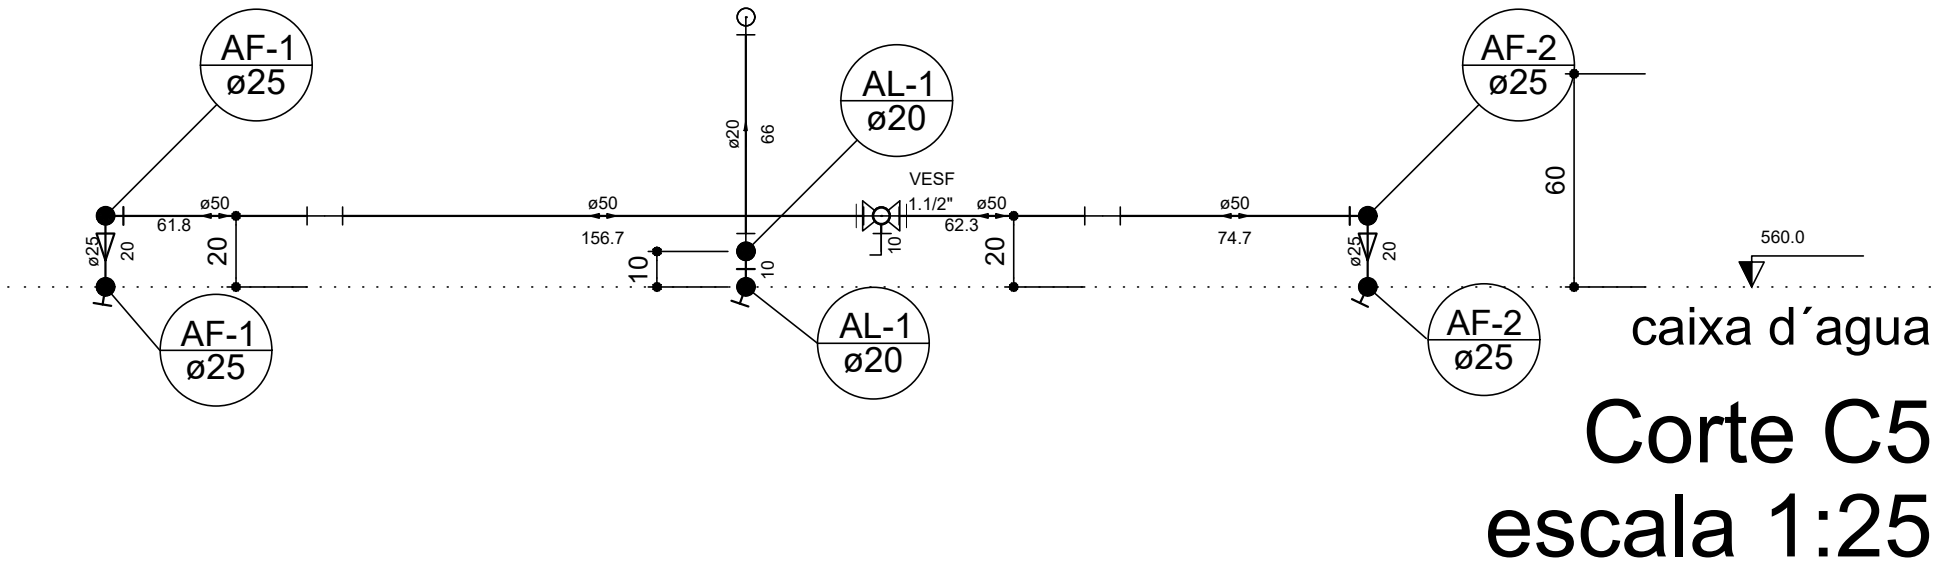 AF-1
ø25
AL-1
ø20
AF-2
ø25
ø20
66
60
VESF
1.1/2"
ø50
61.8
ø50
156.7
ø50
62.3
ø50
74.7
ø25
20
20
10
10
10
20
ø25
20
560.0
AF-1
ø25
AL-1
ø20
AF-2
ø25
caixa d´agua
Corte C5
escala 1:25